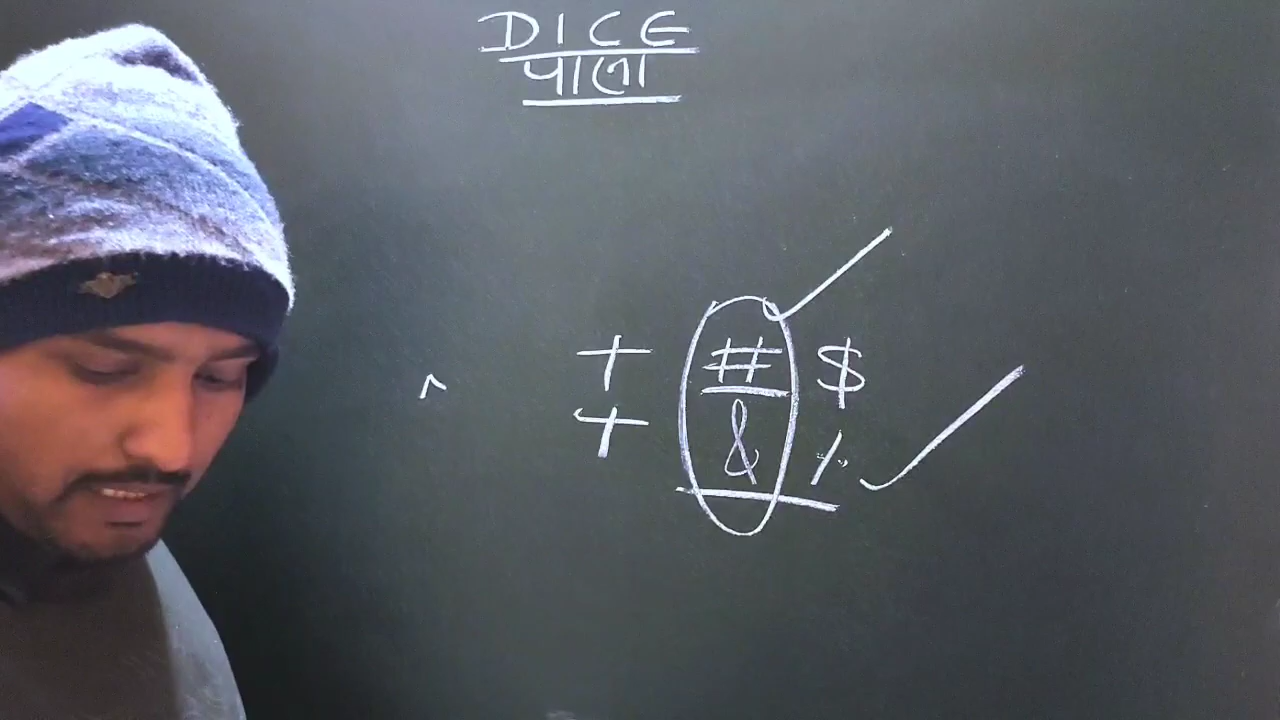 DICE
पासा
+ # $
^
+ & %